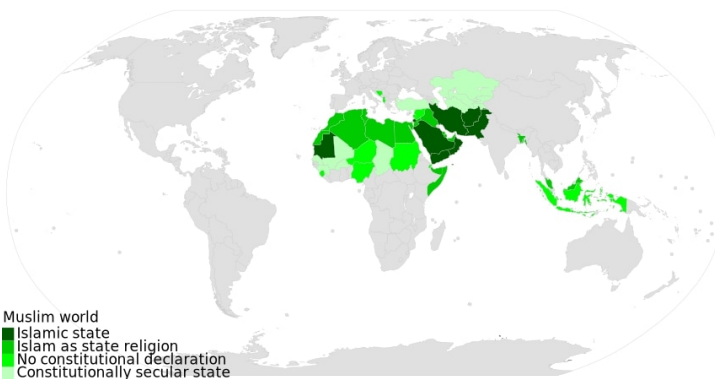 Muslim world
Islamic state
Islam as state religion
No constitutional declaration
Constitutionally secular state